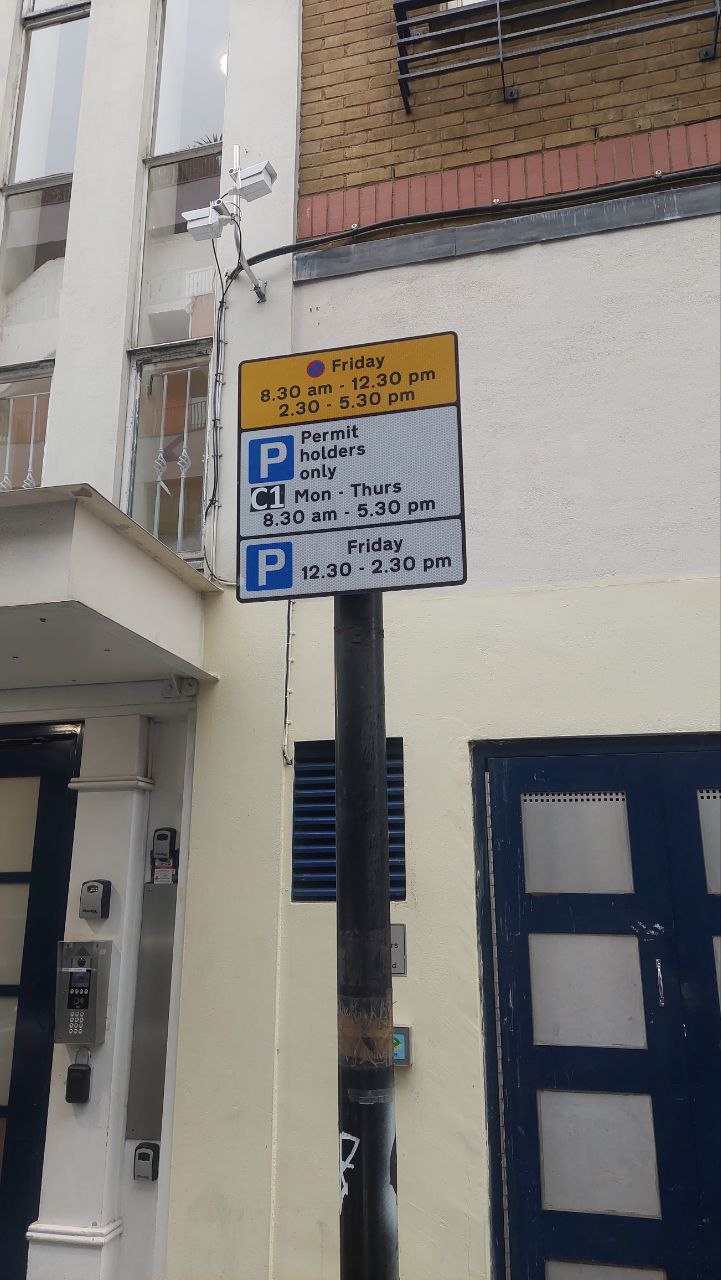 Friday
8.30 am - 12.30 pm
2.30 - 5.30 pm
P Permit
holders
only
C1 Mon - Thurs
8.30 am - 5.30 pm
P Friday
12.30 - 2.30 pm